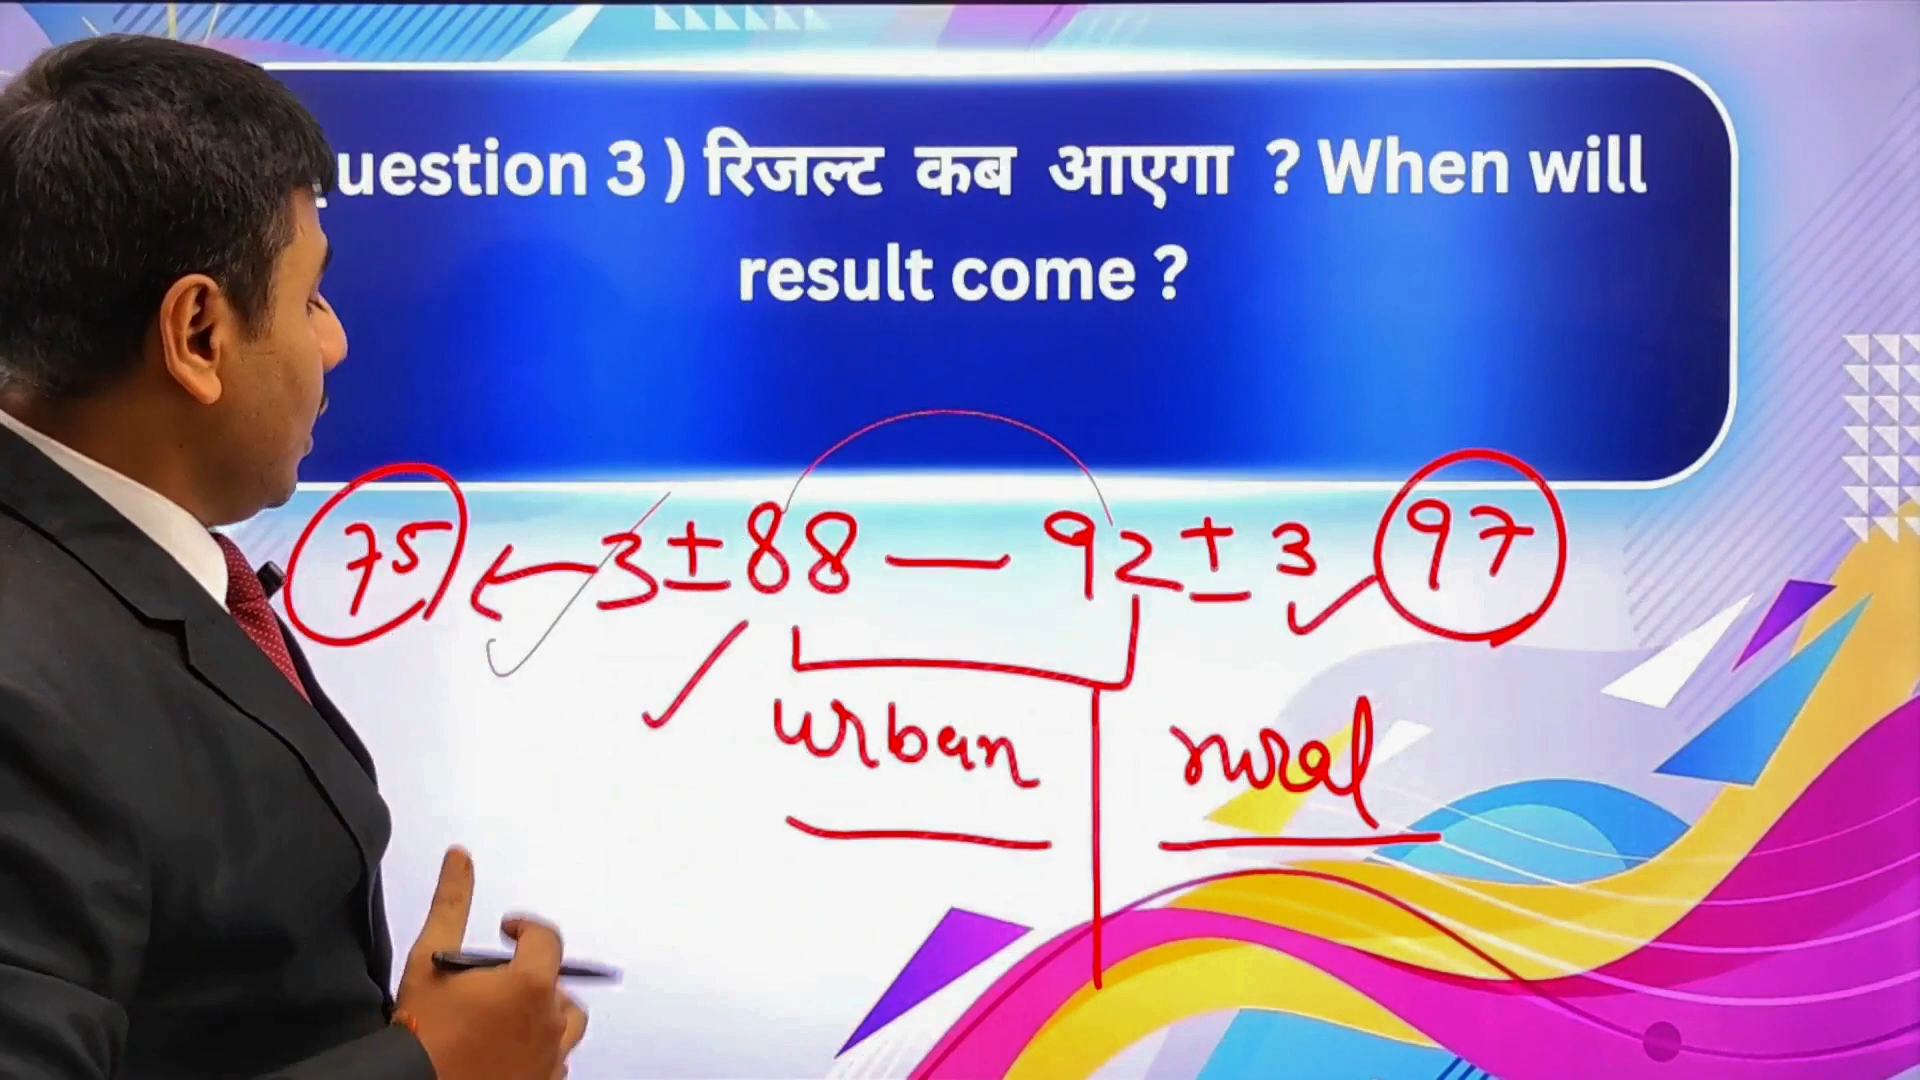 uestion 3 ) रिजल्ट कब आएगा ? When will
result come ?
75 ← 3 ± 88 — 92 ± 3 97
urban rural